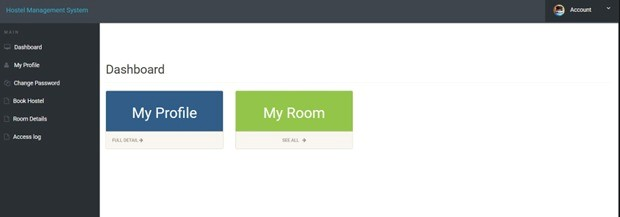 Hostel Management System
Account
MAIN
Dashboard
My Profile
Change Password
Book Hostel
Room Details
Access log
Dashboard
My Profile
FULL DETAIL
My Room
SEE ALL